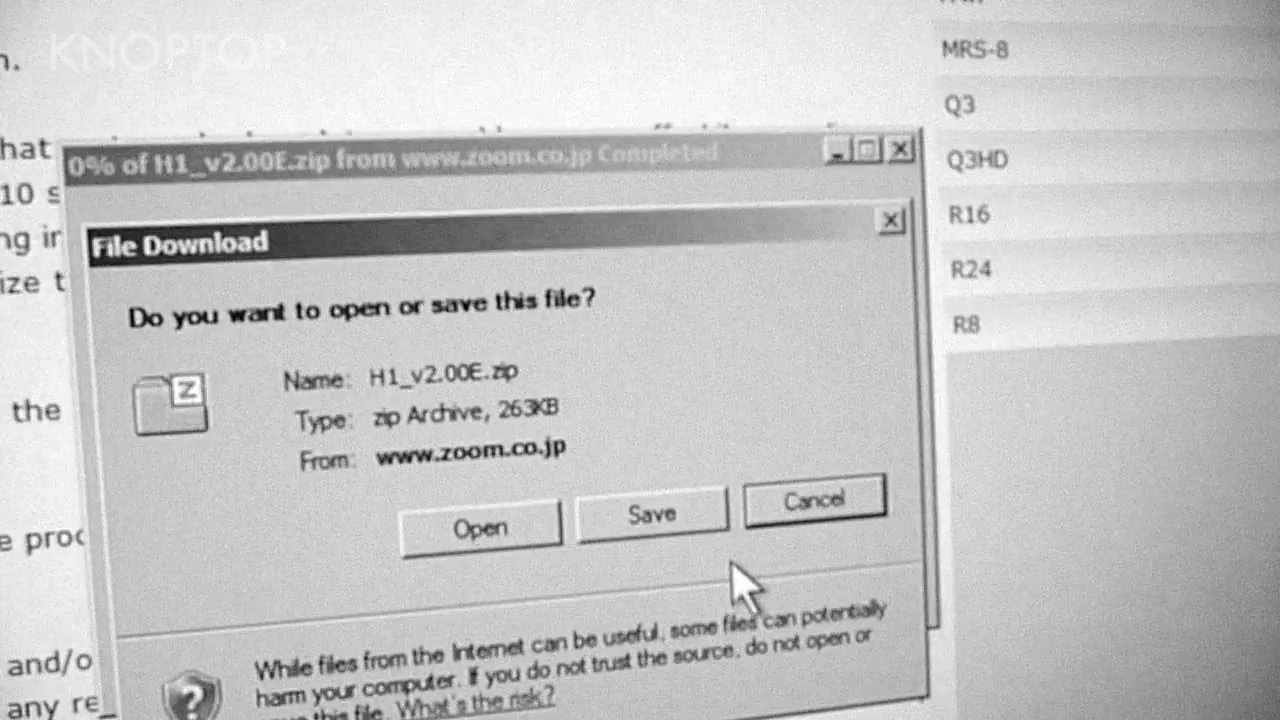 KNOPTOP
n.
hat
10 s
ng in
ize t
the
e proc
and/o
any re
0% of H1_v2.00E.zip from www.zoom.co.jp Completed
File Download
Do you want to open or save this file?
Name: H1_v2.00E.zip
Type: zip Archive, 263KB
From: www.zoom.co.jp
Open Save Cancel
While files from the Internet can be useful, some files can potentially
harm your computer. If you do not trust the source, do not open or
this file. What's the risk?
MRS-8
Q3
Q3HD
R16
R24
R8